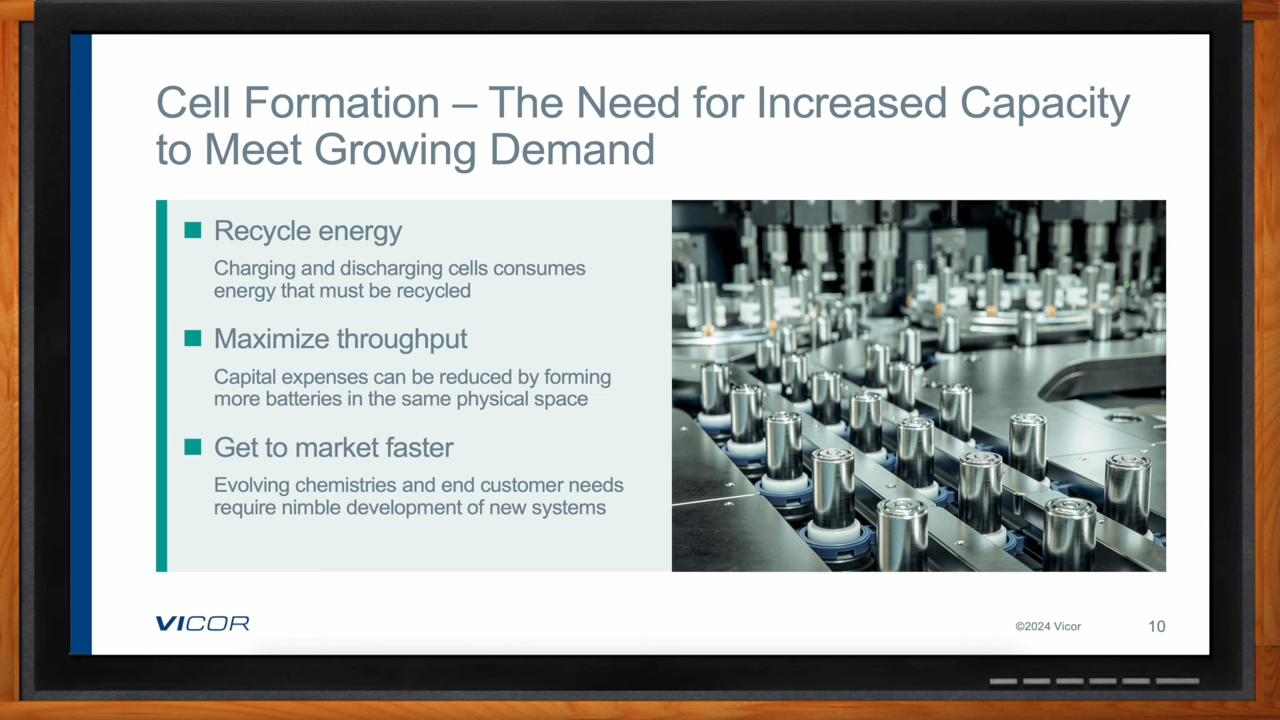 Cell Formation – The Need for Increased Capacity
to Meet Growing Demand
Recycle energy
Charging and discharging cells consumes
energy that must be recycled
Maximize throughput
Capital expenses can be reduced by forming
more batteries in the same physical space
Get to market faster
Evolving chemistries and end customer needs
require nimble development of new systems
VICOR
©2024 Vicor
10